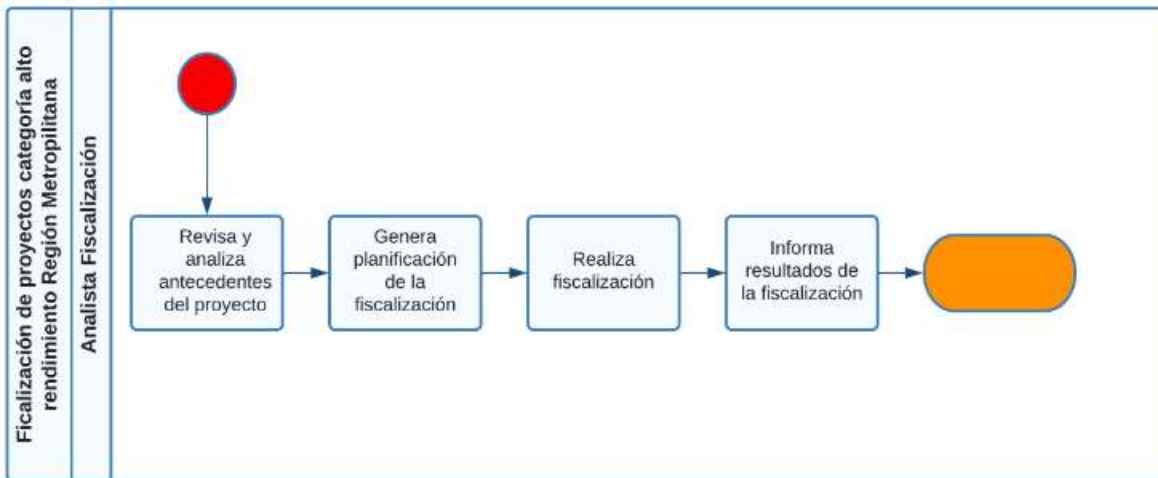 Ficalización de proyectos categoría alto
rendimiento Región Metropilitana
Analista Fiscalización
Revisa y
analiza
antecedentes
del proyecto
Genera
planificación
de la
fiscalización
Realiza
fiscalización
Informa
resultados de
la fiscalización